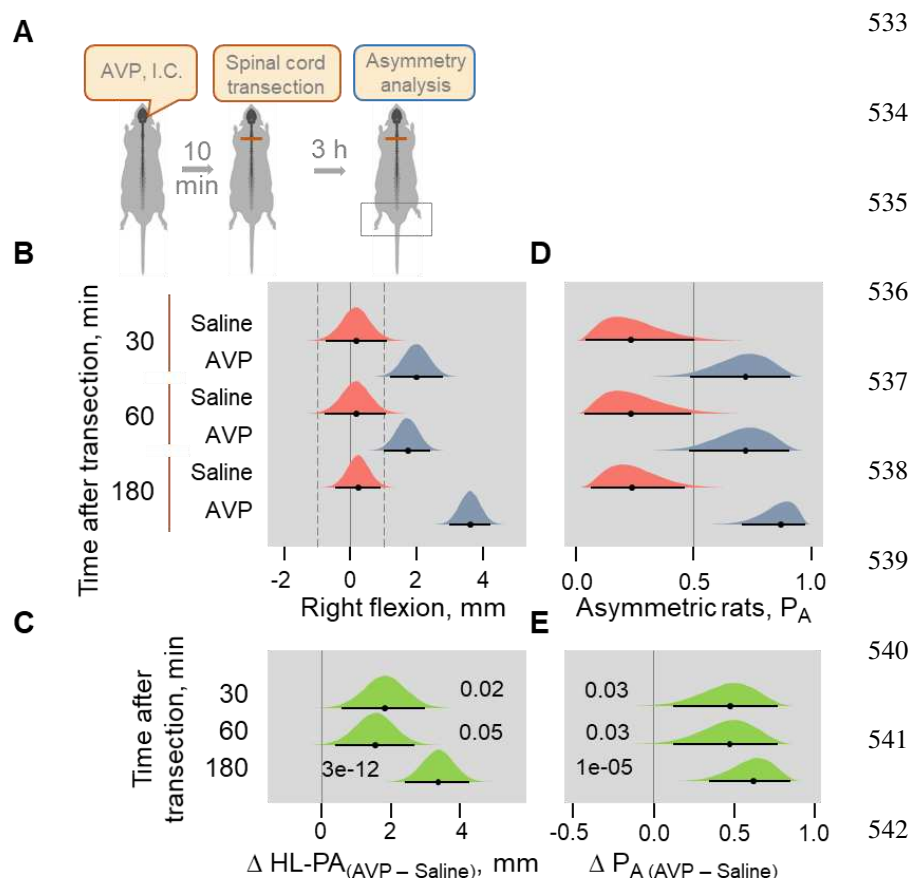 533
A
AVP, I.C.
Spinal cord
transection
Asymmetry
analysis
534
10
min
3 h
535
B
D
536
Time after transection, min
30
Saline
AVP
537
60
Saline
AVP
538
180
Saline
AVP
539
-2 0 2 4
Right flexion, mm
0.0 0.5 1.0
Asymmetric rats, PA
C
E
540
Time after
transection, min
30
0.02
0.03
60
0.05
0.03
541
180
3e-12
1e-05
542
0 2 4
Δ HL-PA(AVP – Saline), mm
-0.5 0.0 0.5 1.0
Δ PA (AVP – Saline)